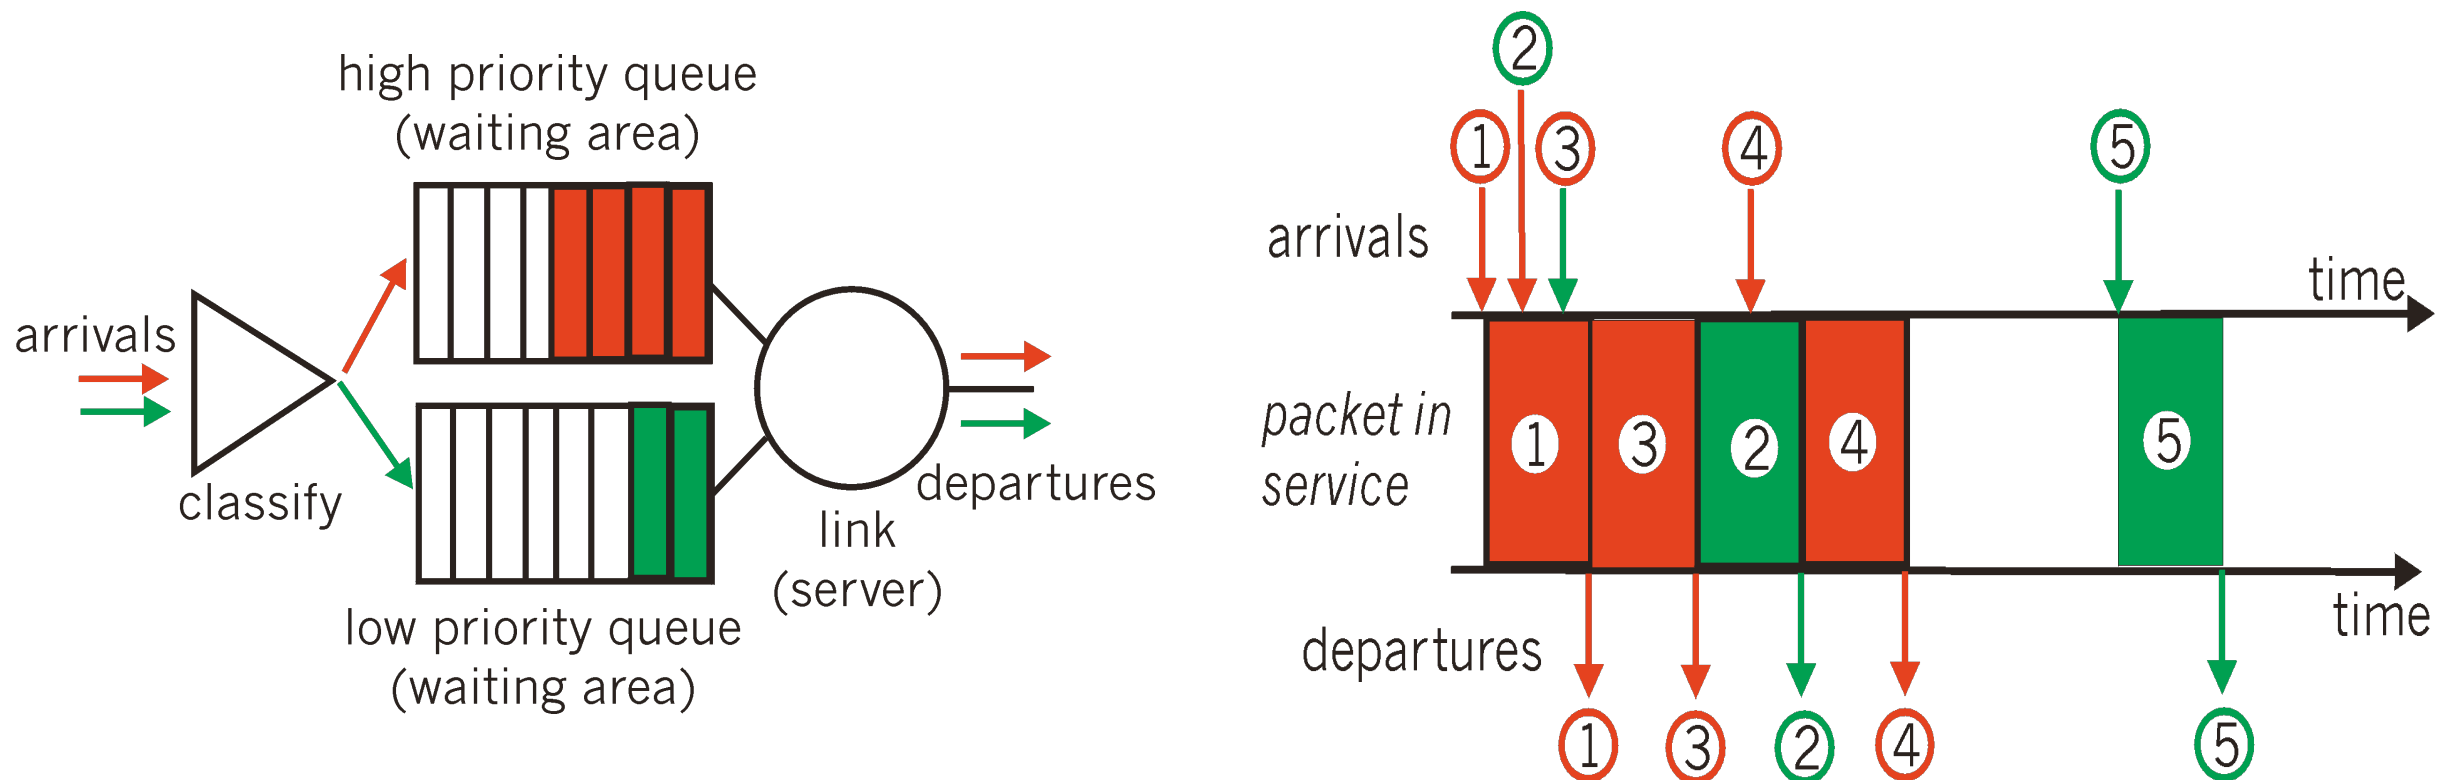 high priority queue
(waiting area)
arrivals
classify
low priority queue
(waiting area)
link
(server)
departures
2
1
3
4
5
arrivals
time
packet in
service
1
3
2
4
5
time
departures
1
3
2
4
5